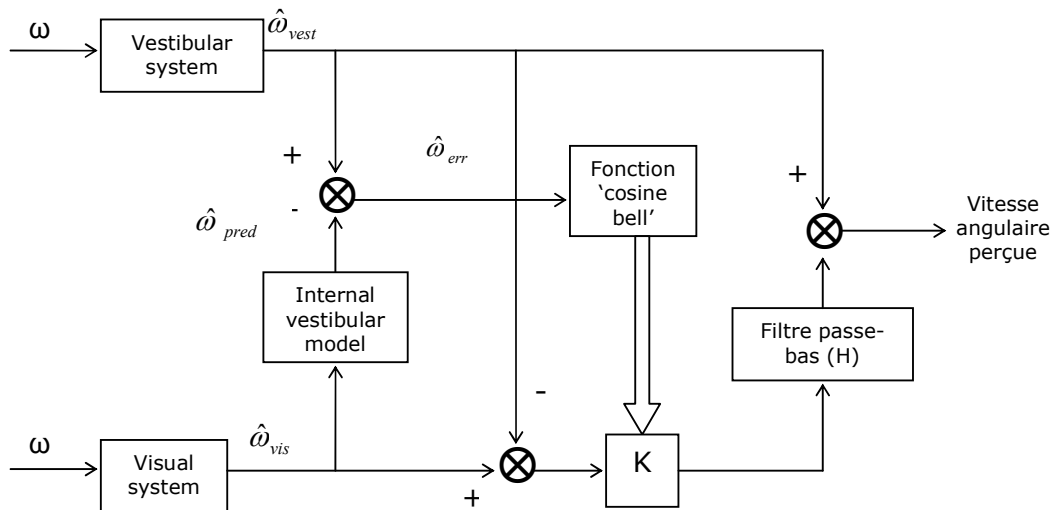 ω
Vestibular
system
ω̂vest
+
-
ω̂err
ω̂pred
Fonction
‘cosine
bell’
+
Vitesse
angulaire
perçue
Internal
vestibular
model
Filtre passe-
bas (H)
-
ω
Visual
system
ω̂vis
+
K